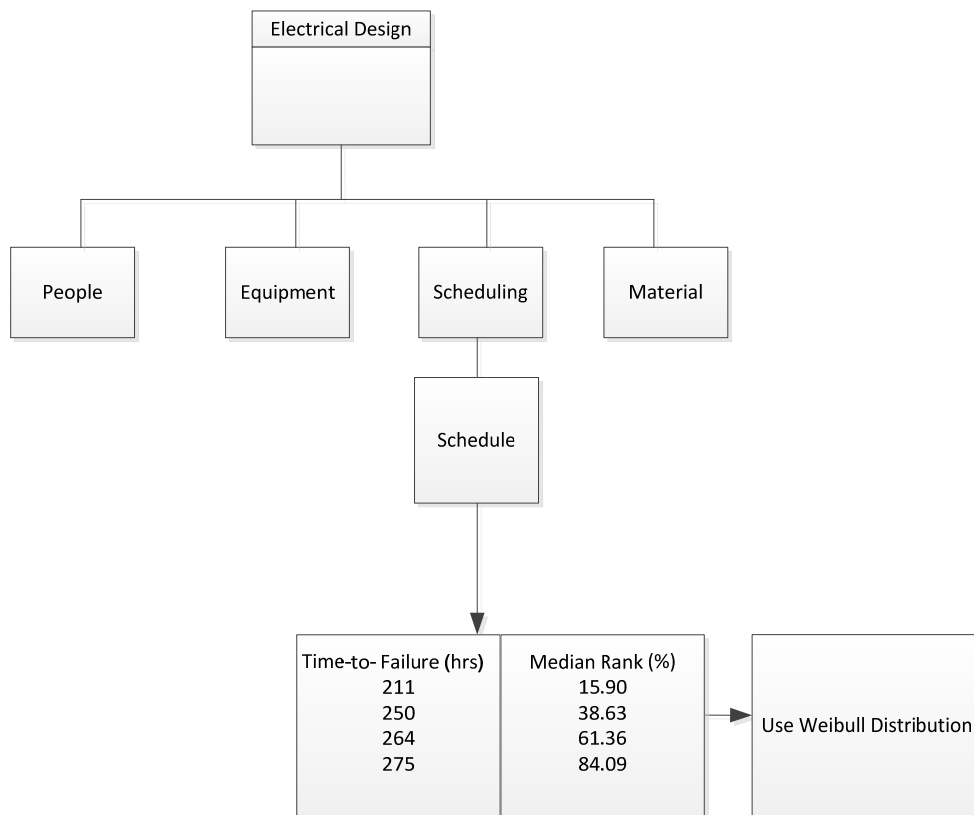 Electrical Design
People
Equipment
Scheduling
Material
Schedule
Time-to- Failure (hrs)
211
250
264
275
Median Rank (%)
15.90
38.63
61.36
84.09
Use Weibull Distribution